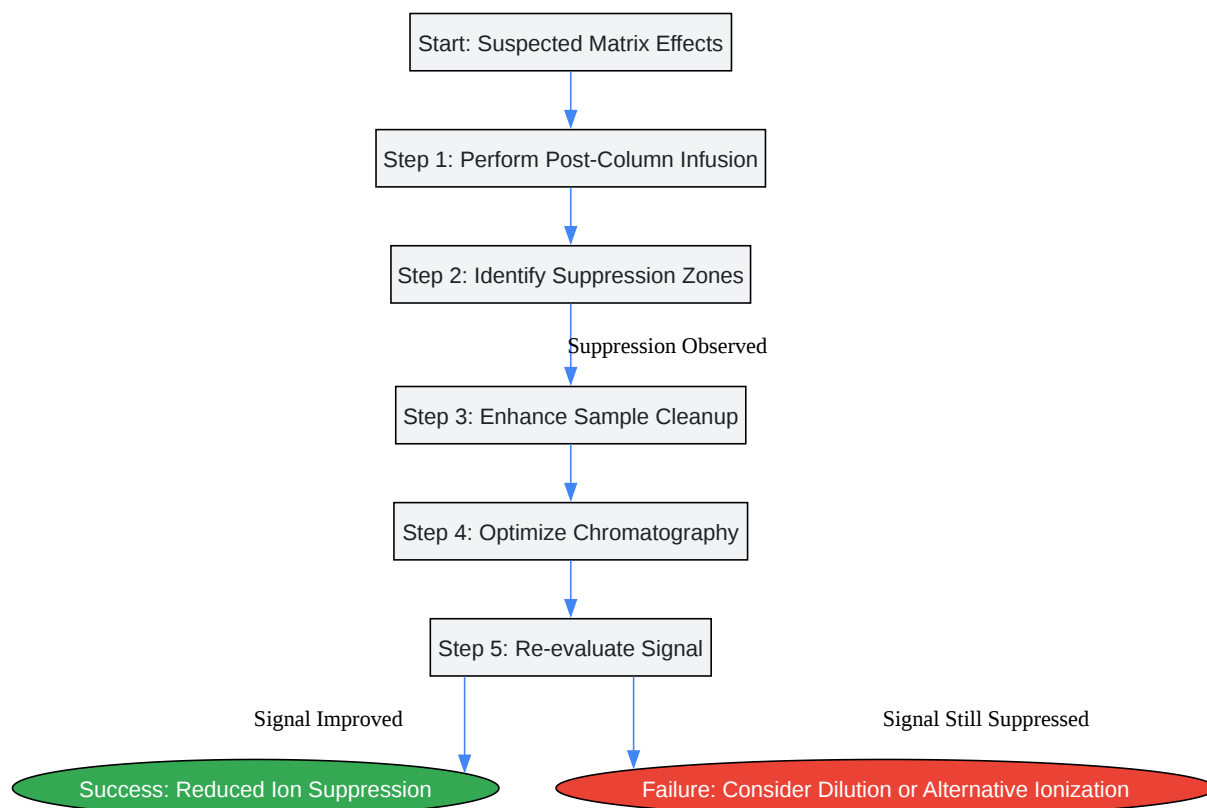 Start: Suspected Matrix Effects
Step 1: Perform Post-Column Infusion
Step 2: Identify Suppression Zones
Suppression Observed
Step 3: Enhance Sample Cleanup
Step 4: Optimize Chromatography
Step 5: Re-evaluate Signal
Signal Improved
Signal Still Suppressed
Success: Reduced Ion Suppression
Failure: Consider Dilution or Alternative Ionization